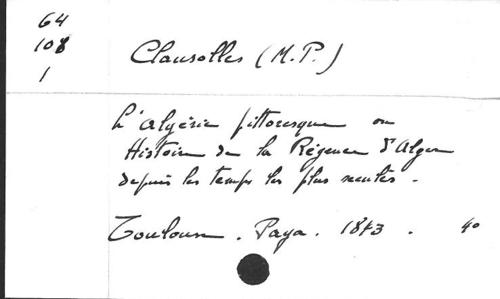 64
108
1
Clausolles (M.P.)
L'Algérie pittoresque ou
Histoire de la Régence d'Alger
depuis les temps les plus reculés.
Toulouse. Paya. 1843. 4o